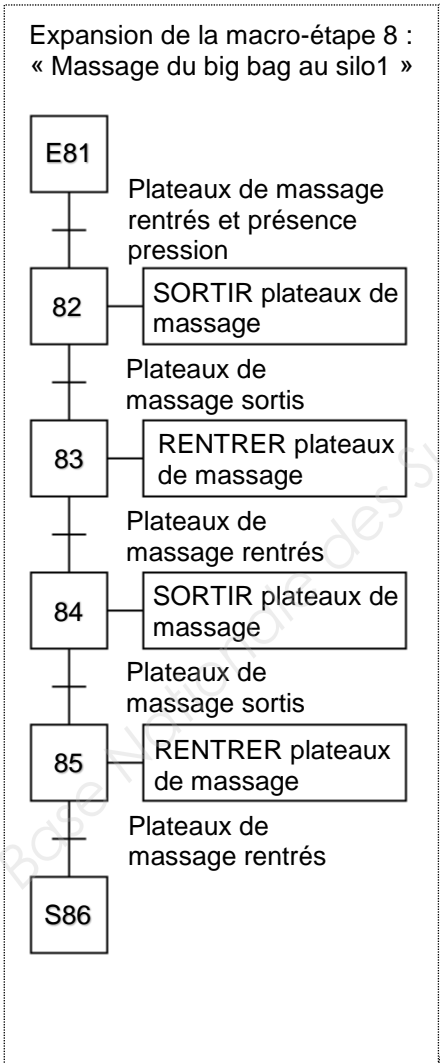 Expansion de la macro-étape 8 :
« Massage du big bag au silo1 »
E81
Plateaux de massage
rentrés et présence
pression
82
SORTIR plateaux de
massage
Plateaux de
massage sortis
83
RENTRER plateaux
de massage
Plateaux de
massage rentrés
84
SORTIR plateaux de
massage
Plateaux de
massage sortis
85
RENTRER plateaux
de massage
Plateaux de
massage rentrés
S86
Base Nationale des